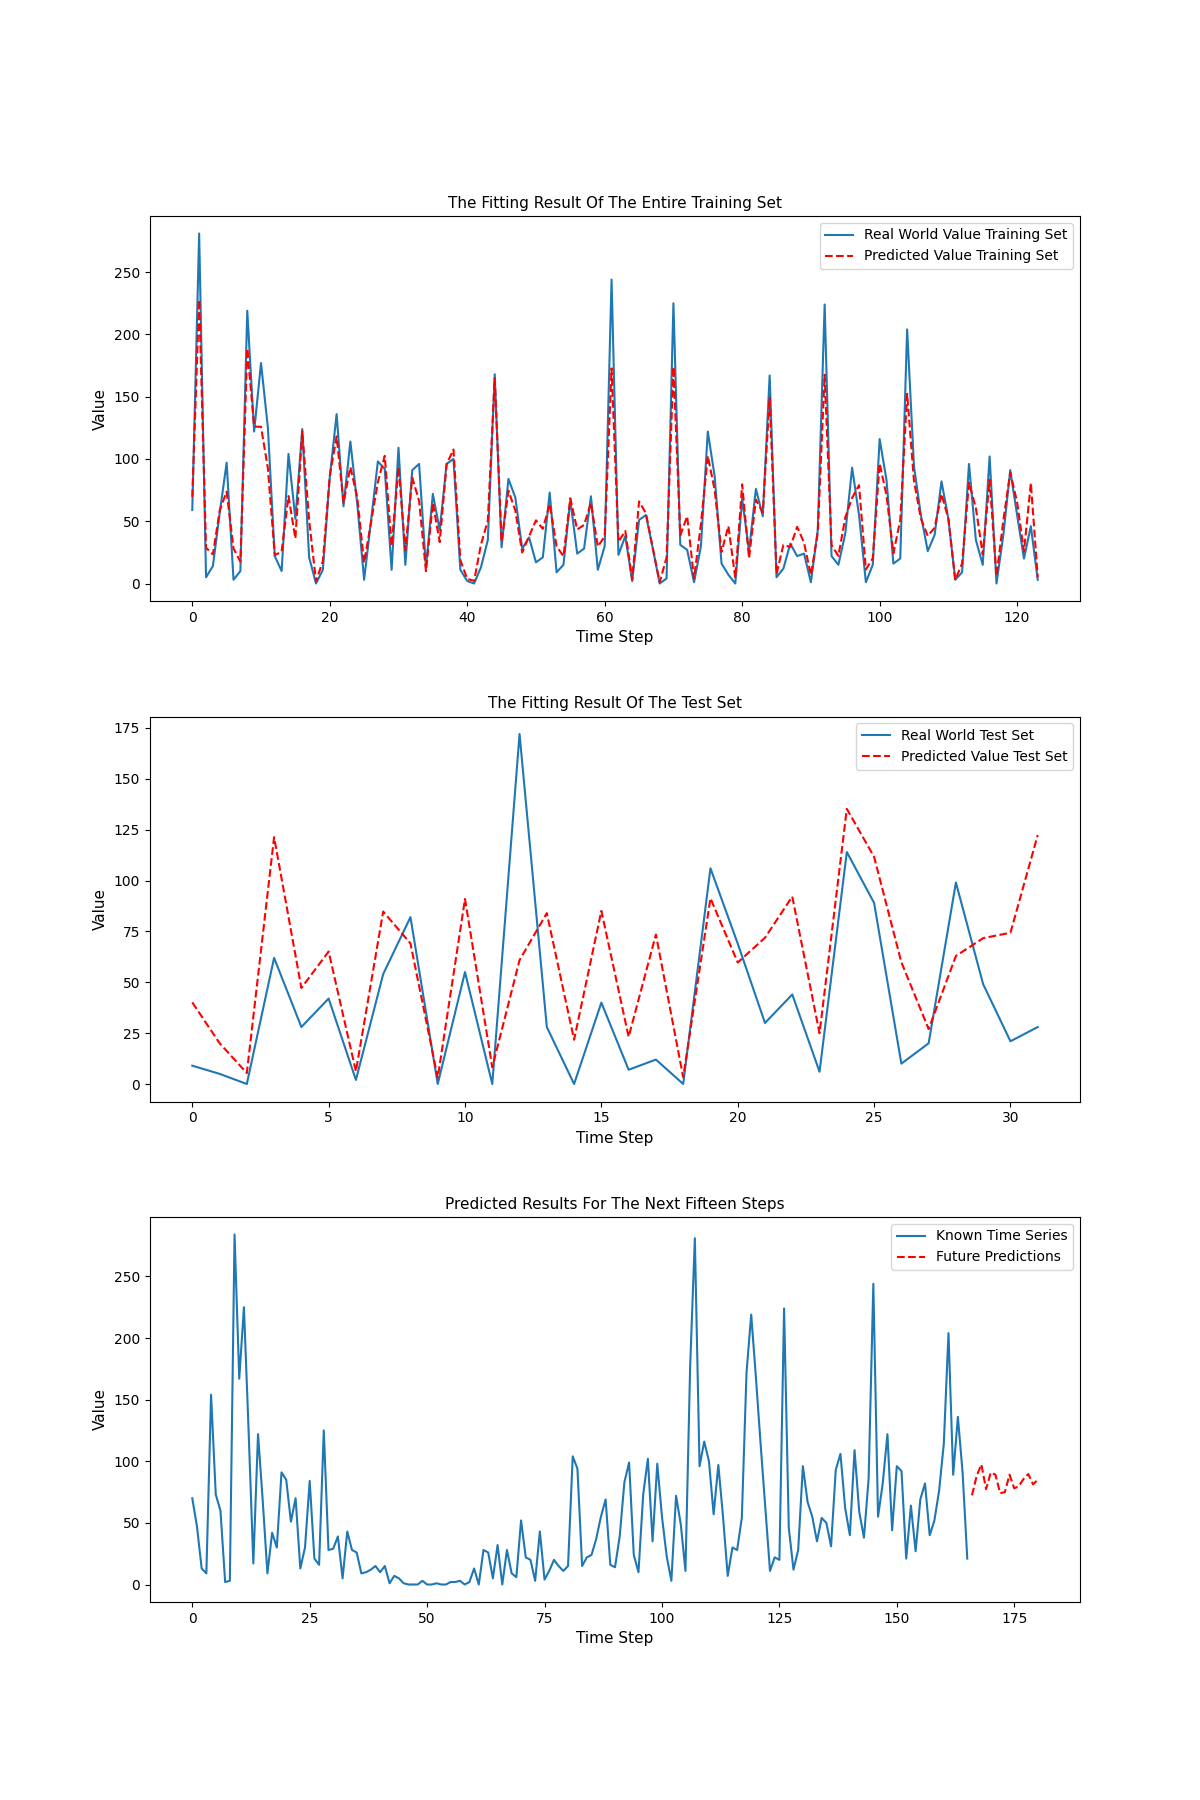 The Fitting Result Of The Entire Training Set
Real World Value Training Set
Predicted Value Training Set
Value
250
200
150
100
50
0
0 20 40 60 80 100 120
Time Step
The Fitting Result Of The Test Set
Real World Test Set
Predicted Value Test Set
Value
175
150
125
100
75
50
25
0
0 5 10 15 20 25 30
Time Step
Predicted Results For The Next Fifteen Steps
Known Time Series
Future Predictions
Value
250
200
150
100
50
0
0 25 50 75 100 125 150 175
Time Step